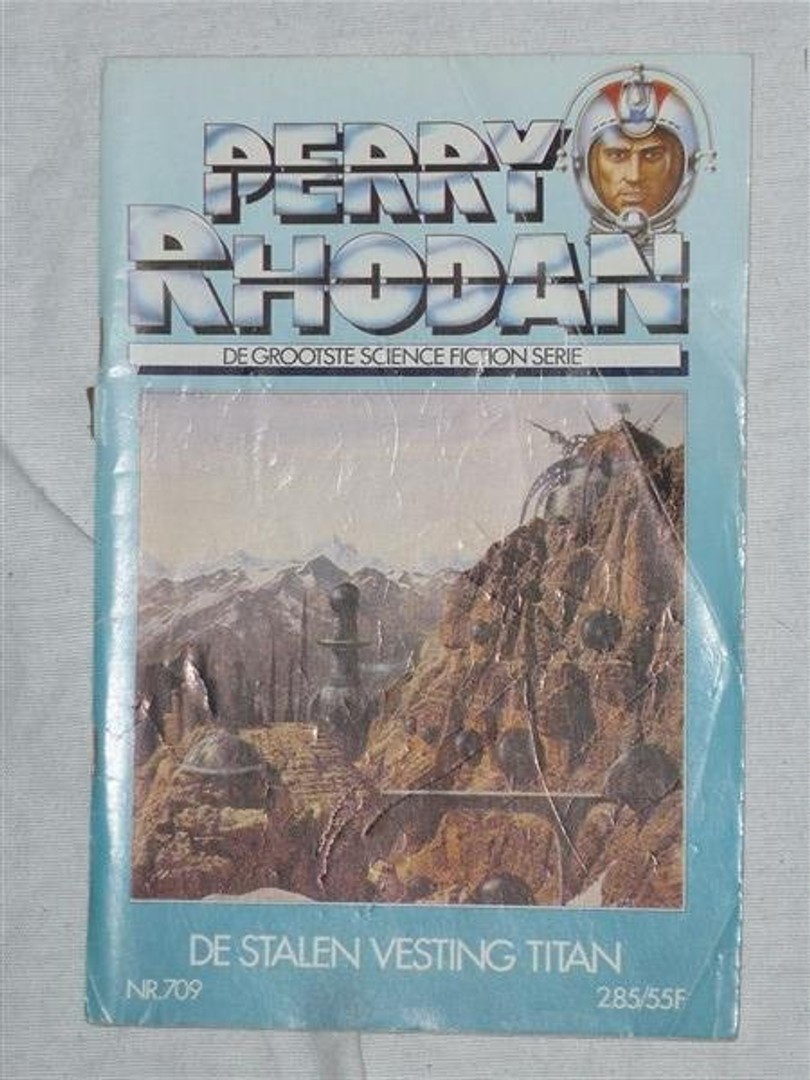 PERRY
RHODAN
DE GROOTSTE SCIENCE FICTION SERIE
DE STALEN VESTING TITAN
NR.709
2.85/55F